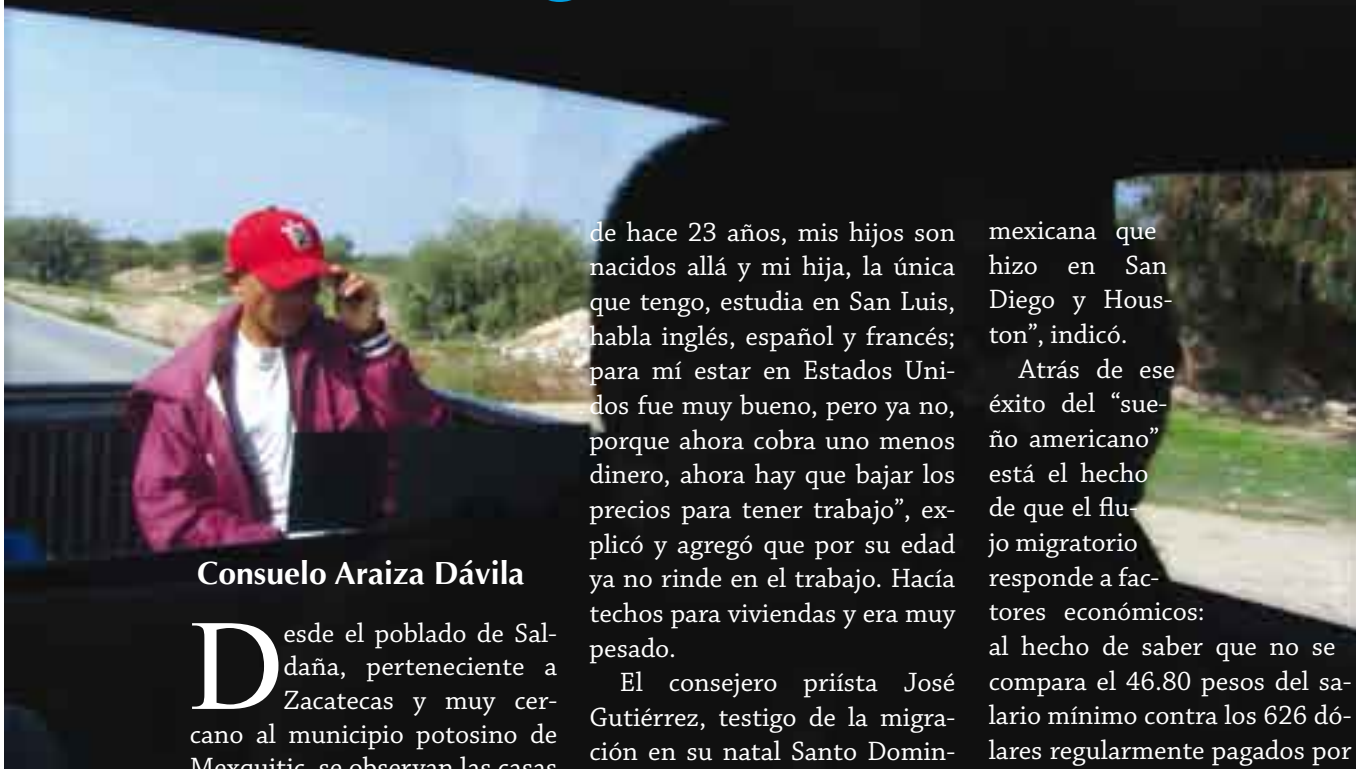 Consuelo Araiza Dávila
Desde el poblado de Sal-
daña, perteneciente a
Zacatecas y muy cer-
cano al municipio potosino de
Mexquitic, se observan las casas
de hace 23 años, mis hijos son
nacidos allá y mi hija, la única
que tengo, estudia en San Luis,
habla inglés, español y francés;
para mí estar en Estados Uni-
dos fue muy bueno, pero ya no,
porque ahora cobra uno menos
dinero, ahora hay que bajar los
precios para tener trabajo”, ex-
plicó y agregó que por su edad
ya no rinde en el trabajo. Hacía
techos para viviendas y era muy
pesado.
El consejero priísta José
Gutiérrez, testigo de la migra-
ción en su natal Santo Domin-
mexicana que
hizo en San
Diego y Hous-
ton”, indicó.
Atrás de ese
éxito del “sue-
ño americano”
está el hecho
de que el flu-
jo migratorio
responde a fac-
tores económicos:
al hecho de saber que no se
compara el 46.80 pesos del sa-
lario mínimo contra los 626 dó-
lares regularmente pagados por